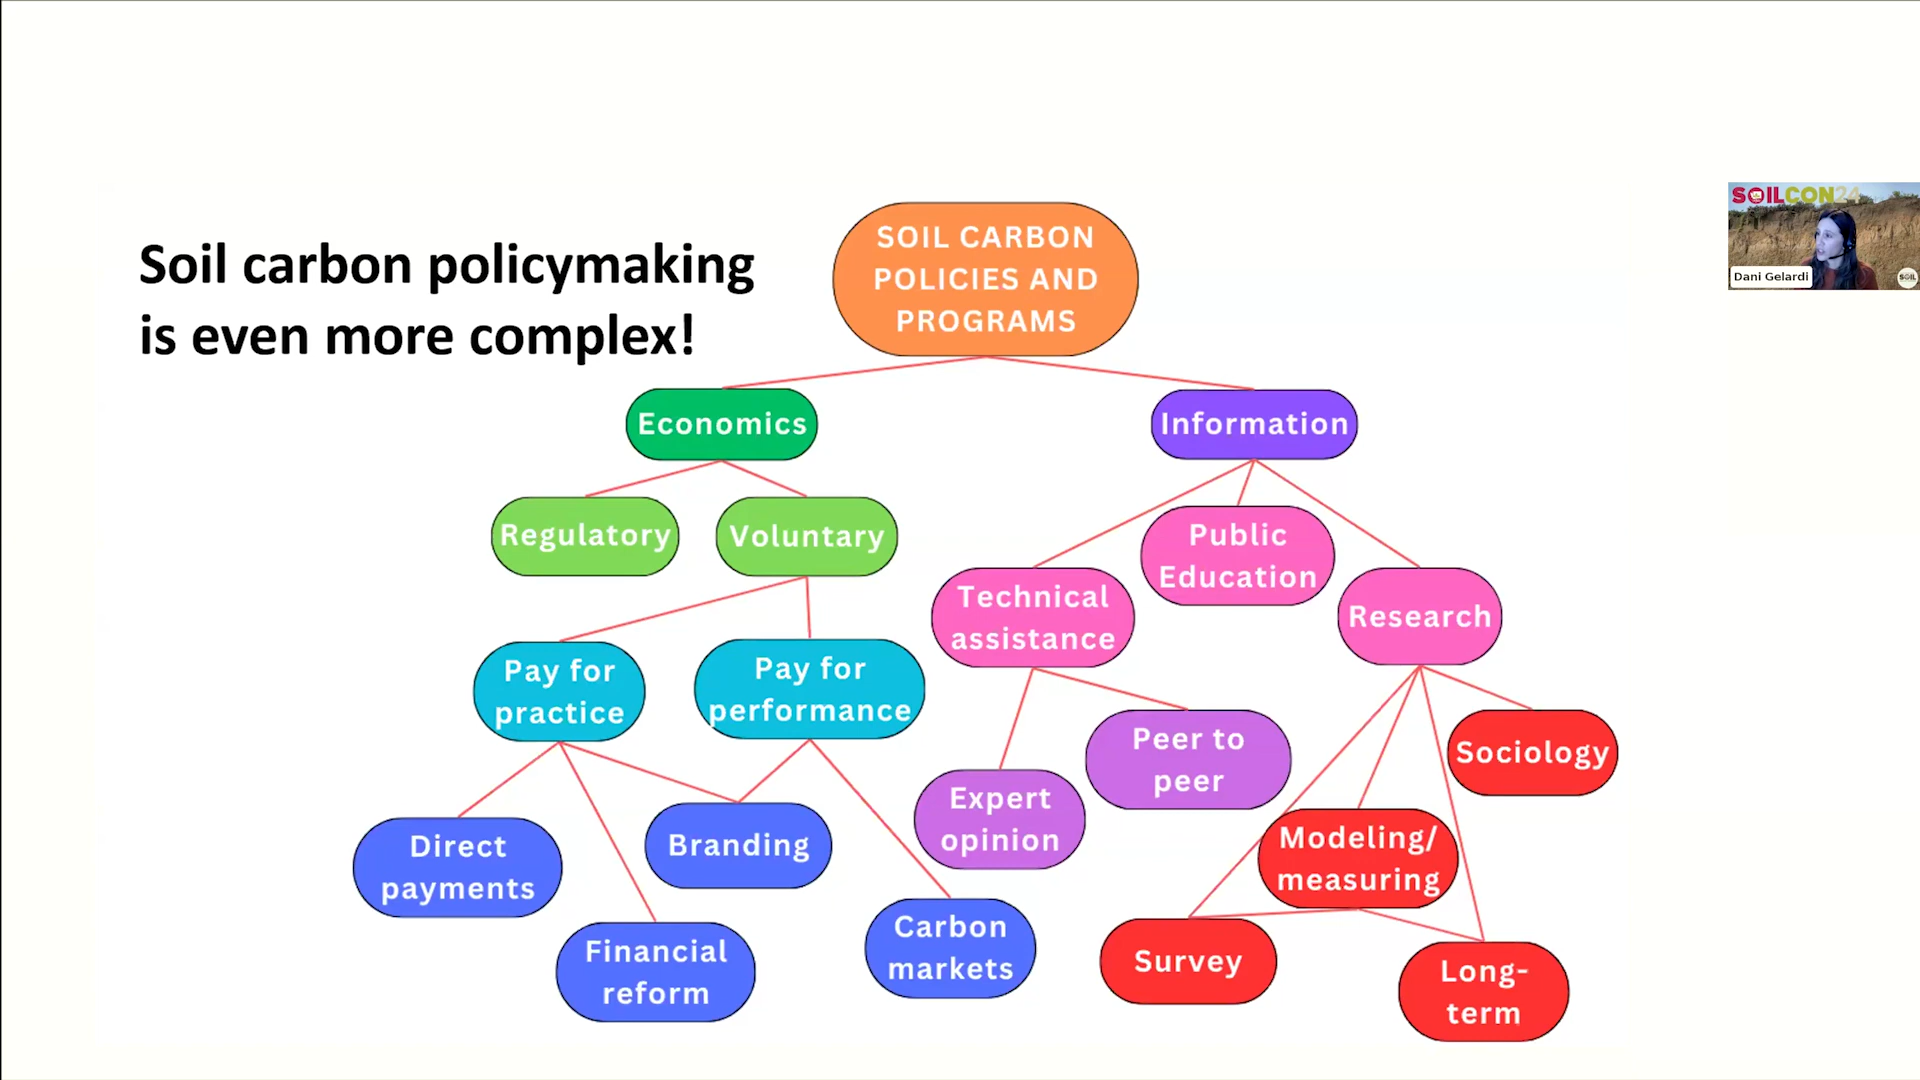 Soil carbon policymaking
is even more complex!
SOIL CARBON
POLICIES AND
PROGRAMS
SOILCON24
Dani Gelardi
SOIL
Economics
Information
Regulatory
Voluntary
Public
Education
Technical
assistance
Research
Pay for
practice
Pay for
performance
Peer to
peer
Sociology
Expert
opinion
Modeling/
measuring
Direct
payments
Branding
Financial
reform
Carbon
markets
Survey
Long-
term